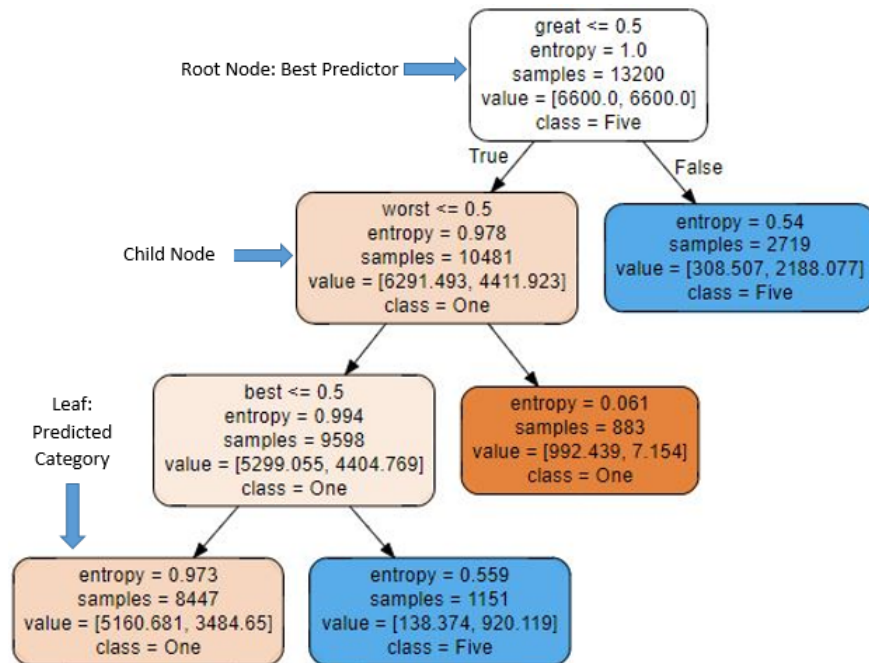 great <= 0.5
entropy = 1.0
samples = 13200
value = [6600.0, 6600.0]
class = Five
Root Node: Best Predictor
True
False
worst <= 0.5
entropy = 0.978
samples = 10481
value = [6291.493, 4411.923]
class = One
Child Node
entropy = 0.54
samples = 2719
value = [308.507, 2188.077]
class = Five
best <= 0.5
entropy = 0.994
samples = 9598
value = [5299.055, 4404.769]
class = One
entropy = 0.061
samples = 883
value = [992.439, 7.154]
class = One
Leaf:
Predicted
Category
entropy = 0.973
samples = 8447
value = [5160.681, 3484.65]
class = One
entropy = 0.559
samples = 1151
value = [138.374, 920.119]
class = Five